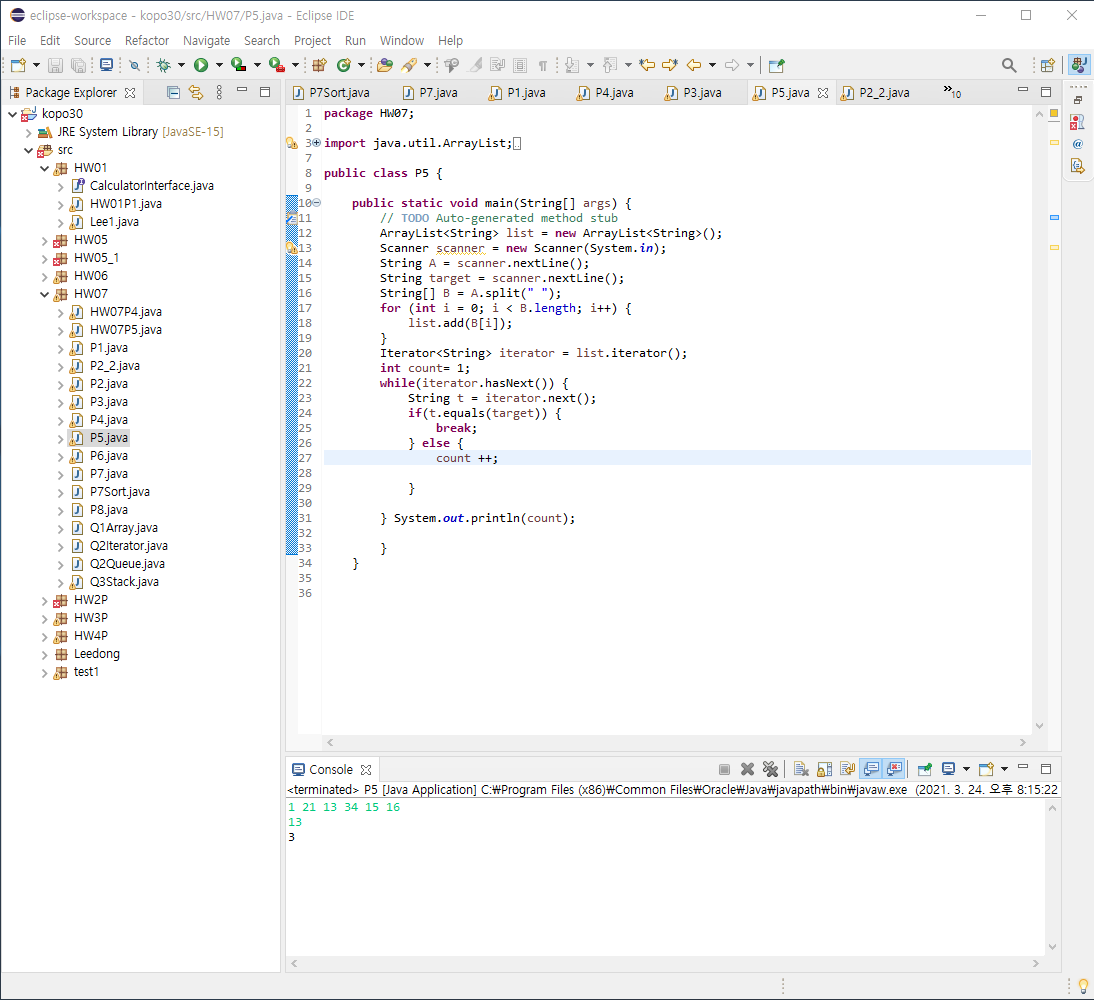 eclipse-workspace - kopo30/src/HW07/P5.java - Eclipse IDE
File Edit Source Refactor Navigate Search Project Run Window Help
Package Explorer
kopo30
JRE System Library [JavaSE-15]
src
HW01
CalculatorInterface.java
HW01P1.java
Lee1.java
HW05
HW05_1
HW06
HW07
HW07P4.java
HW07P5.java
P1.java
P2_2.java
P2.java
P3.java
P4.java
P5.java
P6.java
P7.java
P7Sort.java
P8.java
Q1Array.java
Q2Iterator.java
Q2Queue.java
Q3Stack.java
HW2P
HW3P
HW4P
Leedong
test1
P7Sort.java P7.java P1.java P4.java P3.java P5.java P2_2.java »10
1 package HW07;
2
3 import java.util.ArrayList;
7
8 public class P5 {
9
10 public static void main(String[] args) {
11 // TODO Auto-generated method stub
12 ArrayList<String> list = new ArrayList<String>();
13 Scanner scanner = new Scanner(System.in);
14 String A = scanner.nextLine();
15 String target = scanner.nextLine();
16 String[] B = A.split(" ");
17 for (int i = 0; i < B.length; i++) {
18 list.add(B[i]);
19 }
20 Iterator<String> iterator = list.iterator();
21 int count= 1;
22 while(iterator.hasNext()) {
23 String t = iterator.next();
24 if(t.equals(target)) {
25 break;
26 } else {
27 count ++;
28
29 }
30
31 } System.out.println(count);
32
33 }
34 }
35
36
Console
<terminated> P5 [Java Application] C:₩Program Files (x86)₩Common Files₩Oracle₩Java₩javapath₩bin₩javaw.exe (2021. 3. 24. 오후 8:15:22
1 21 13 34 15 16
13
3